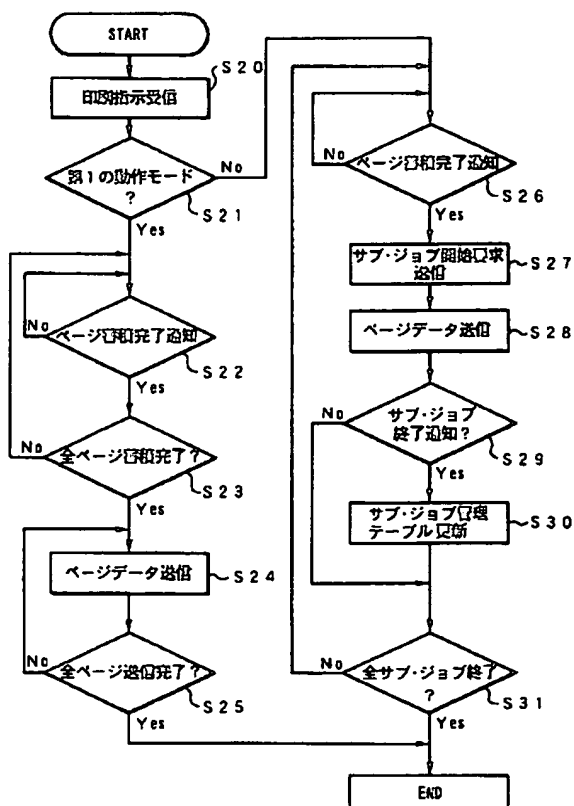 START
印刷指示受信
S20
第1の動作モード
?
S21
No
Yes
ページ蓄積完了通知
S22
No
Yes
全ページ蓄積完了?
S23
No
Yes
ページデータ送信
S24
全ページ送信完了?
S25
No
Yes
ページ蓄積完了通知
S26
No
Yes
サブ・ジョブ開始要求
送信
S27
ページデータ送信
S28
サブ・ジョブ
終了通知?
S29
No
Yes
サブ・ジョブ管理
テーブル更新
S30
全サブ・ジョブ終了
?
S31
No
Yes
END